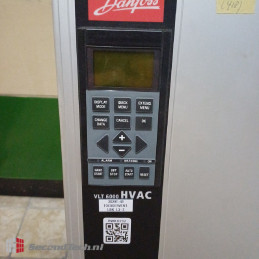 Danfoss
DISPLAY MODE
QUICK MENU
EXTEND MENU
CHANGE DATA
CANCEL
OK
ALARM
WARNING
ON
HAND START
OFF STOP
AUTO START
RESET
VLT 6000 HVAC
SecondTech.nl